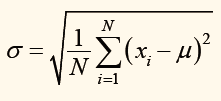 σ = √(1/N ∑_{i=1}^{N} (x_i − μ)^2)